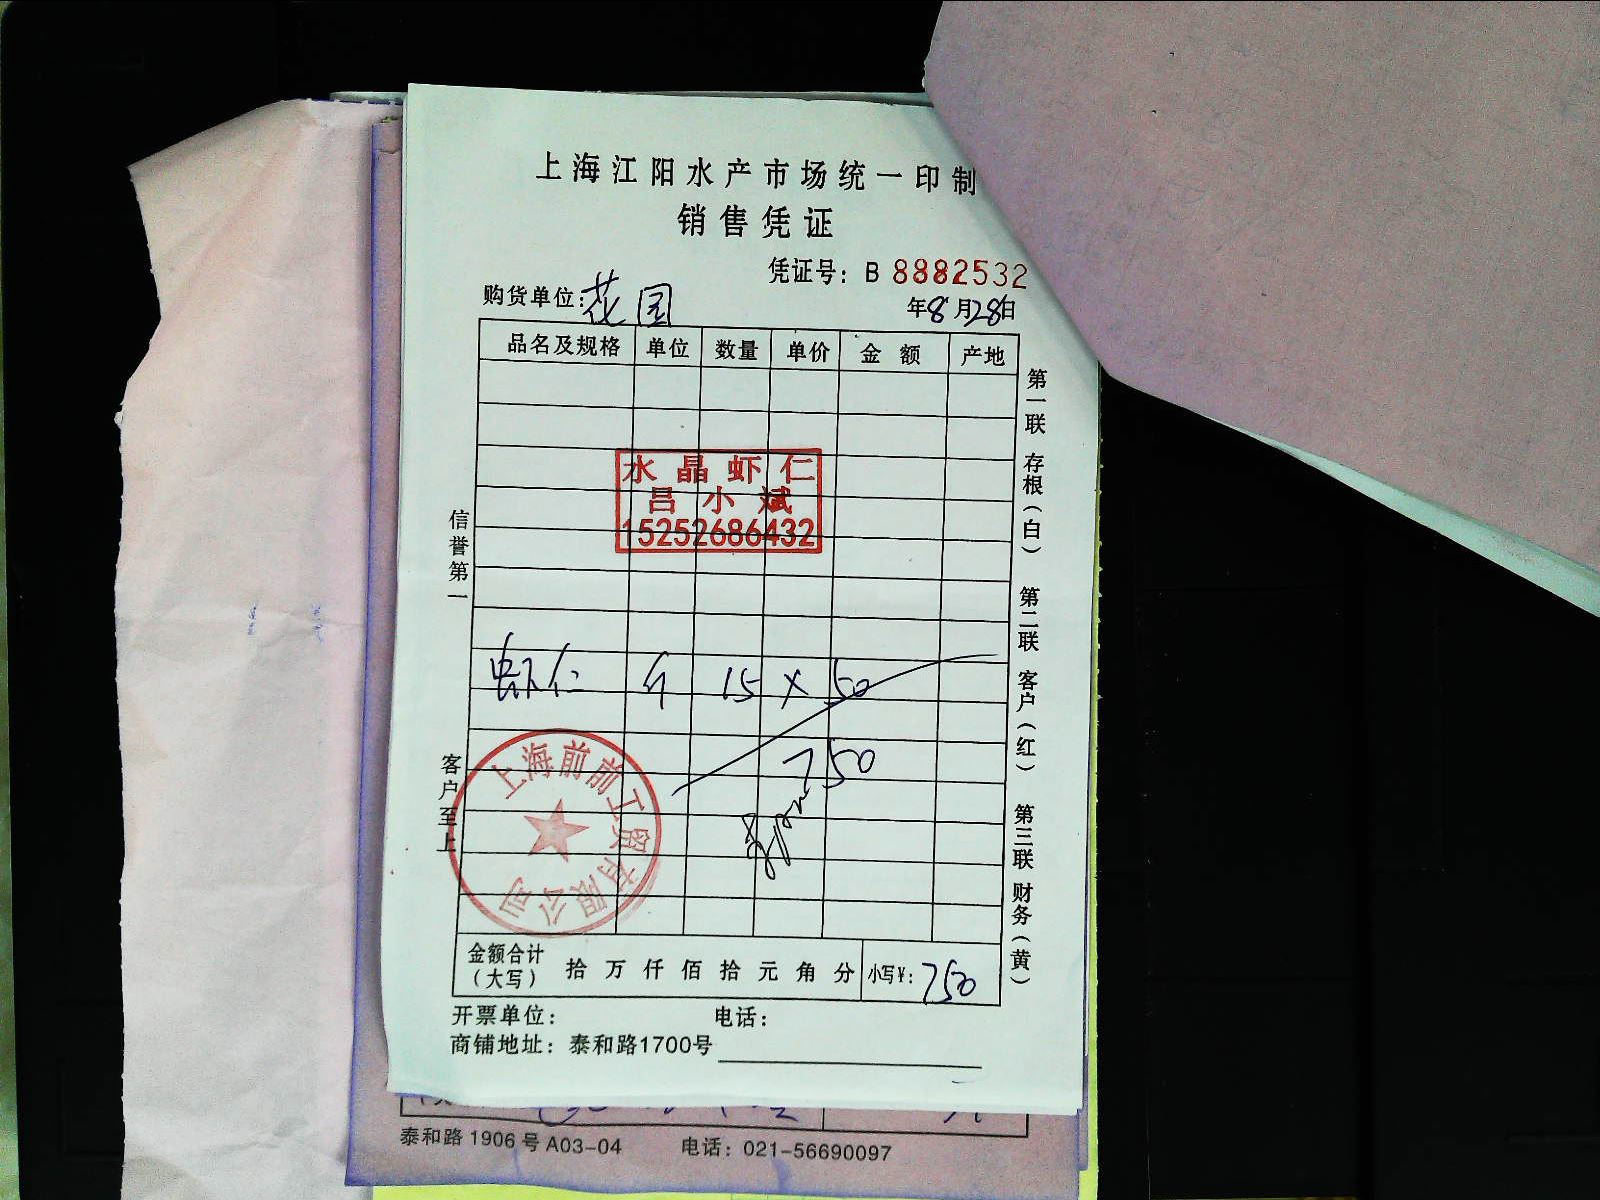 上海江阳水产市场统一印制
销售凭证
凭证号：B 8882532
购货单位：花园 年8月28日
品名及规格 单位 数量 单价 金额 产地
水晶虾仁
吕小斌
15252686432
虾仁 斤 15 × 50
750
上海前前工贸有限公司
金额合计（大写） 拾 万 仟 佰 拾 元 角 分 小写¥：750
开票单位： 电话：
商铺地址：泰和路1700号
信誉第一
客户至上
第一联 存根（白） 第二联 客户（红） 第三联 财务（黄）
泰和路 1906 号 A03-04 电话：021-56690097